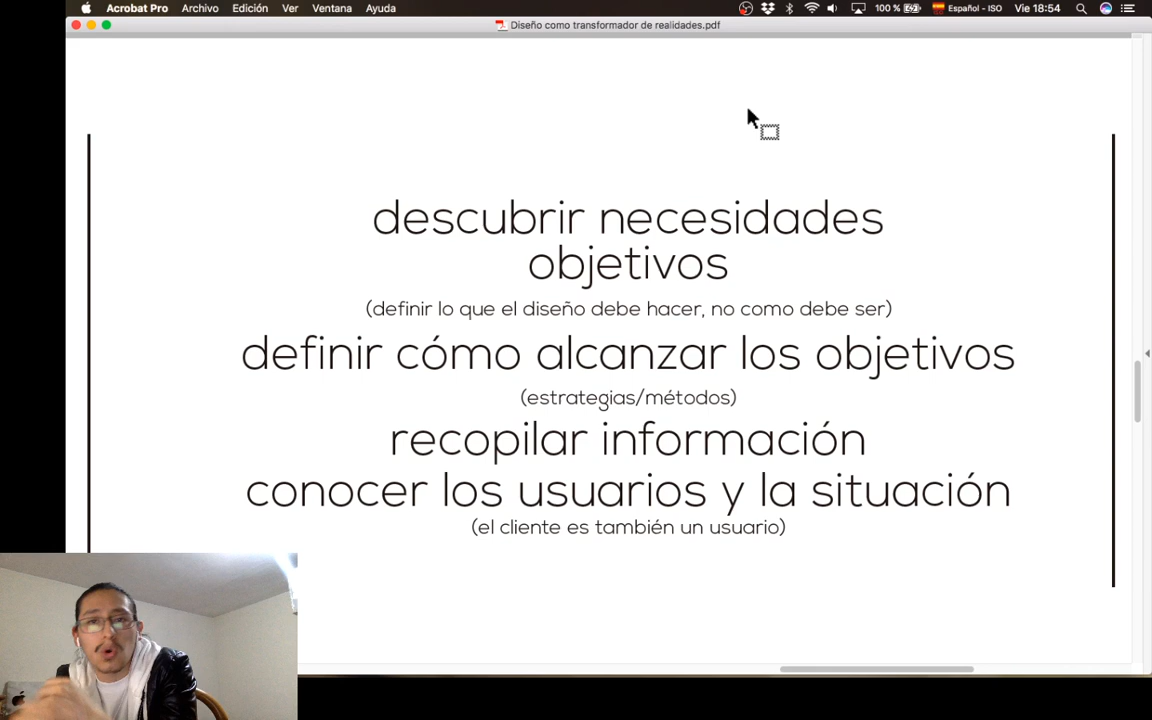 Acrobat Pro Archivo Edición Ver Ventana Ayuda 100 % Español - ISO Vie 18:54
Diseño como transformador de realidades.pdf
descubrir necesidades
objetivos
(definir lo que el diseño debe hacer, no como debe ser)
definir cómo alcanzar los objetivos
(estrategias/métodos)
recopilar información
conocer los usuarios y la situación
(el cliente es también un usuario)